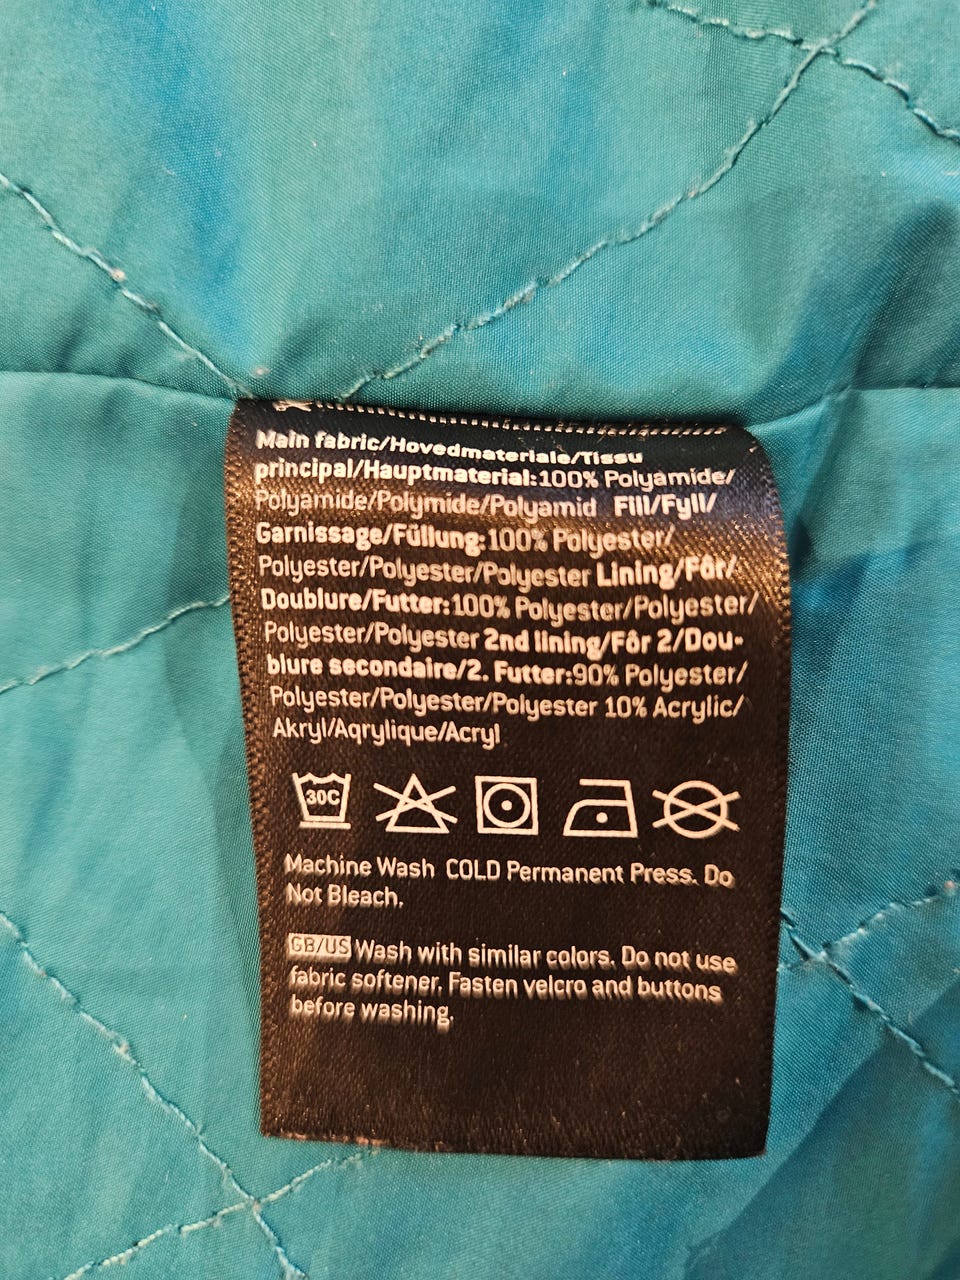 Main fabric/Hovedmateriale/Tissu
principal/Hauptmaterial:100% Polyamide/
Polyamide/Polymide/Polyamid Fill/Fyll/
Garnissage/Füllung:100% Polyester/
Polyester/Polyester/Polyester Lining/Fôr/
Doublure/Futter:100% Polyester/Polyester/
Polyester/Polyester 2nd lining/Fôr 2/Dou-
blure secondaire/2. Futter:90% Polyester/
Polyester/Polyester/Polyester 10% Acrylic/
Akryl/Aqrylique/Acryl
30C
Machine Wash COLD Permanent Press. Do
Not Bleach.
GB/US Wash with similar colors. Do not use
fabric softener. Fasten velcro and buttons
before washing.